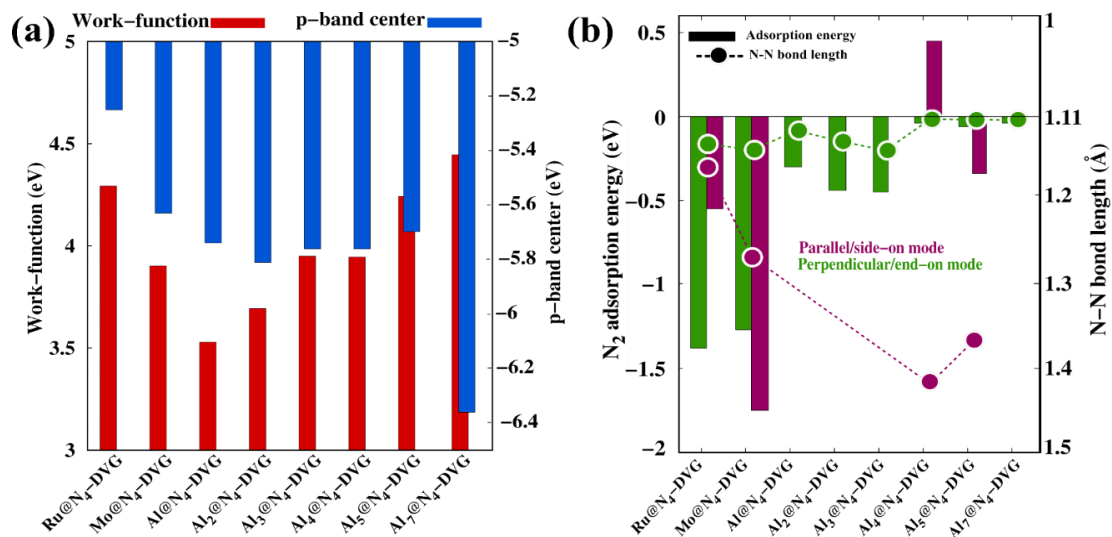 (a)
Work-function
p-band center
Work-function (eV)
5
4.5
4
3.5
3
-5
-5.2
-5.4
-5.6
-5.8
-6
-6.2
-6.4
p-band center (eV)
Ru@N₄-DVG
Mo@N₄-DVG
Al@N₄-DVG
Al₂@N₄-DVG
Al₃@N₄-DVG
Al₄@N₄-DVG
Al₅@N₄-DVG
Al₇@N₄-DVG
(b)
Adsorption energy
N-N bond length
N₂ adsorption energy (eV)
0.5
0
-0.5
-1
-1.5
-2
Parallel/side-on mode
Perpendicular/end-on mode
1
1.11
1.2
1.3
1.4
1.5
N-N bond length (Å)
Ru@N₄-DVG
Mo@N₄-DVG
Al@N₄-DVG
Al₂@N₄-DVG
Al₃@N₄-DVG
Al₄@N₄-DVG
Al₅@N₄-DVG
Al₇@N₄-DVG